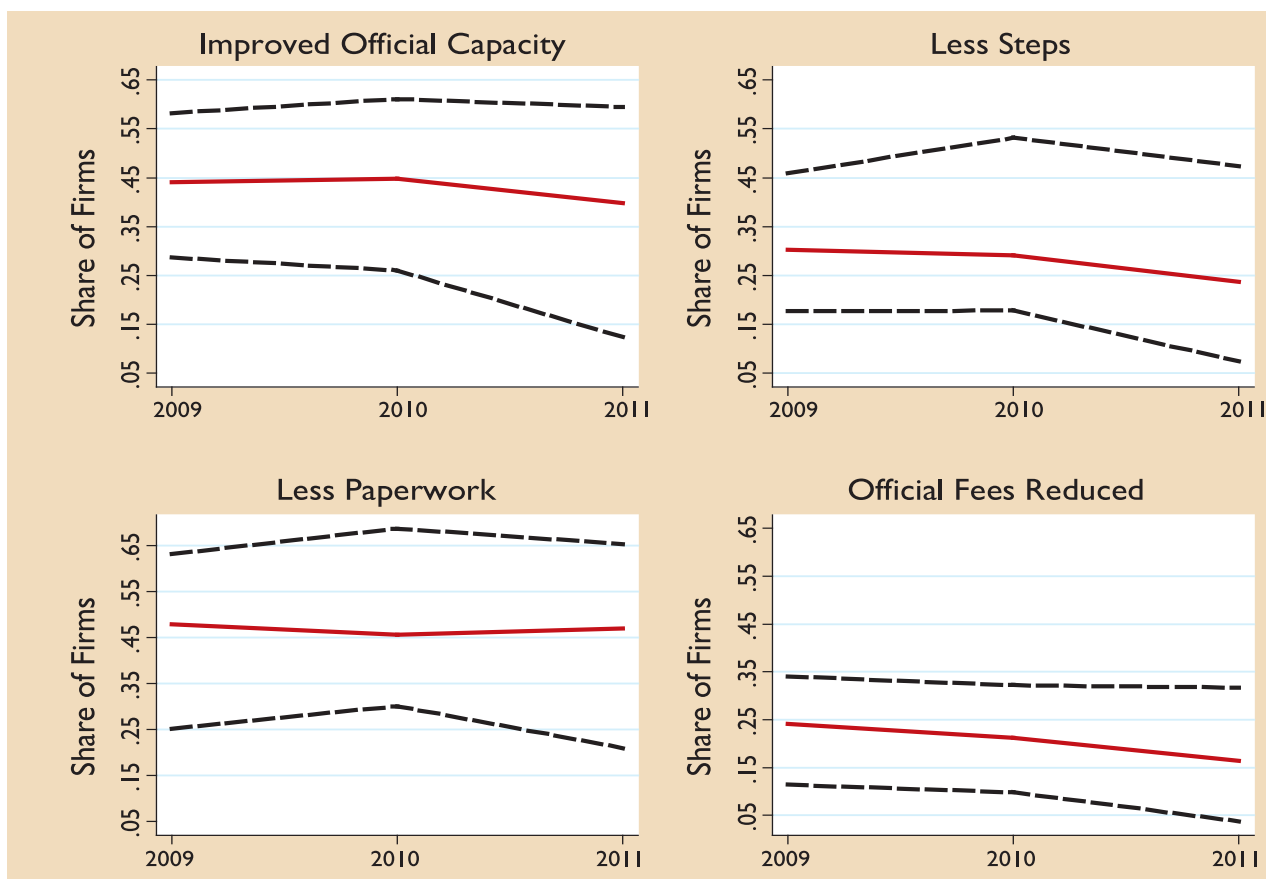 Improved Official Capacity
Share of Firms
.65
.55
.45
.35
.25
.15
.05
2009 2010 2011
Less Steps
Share of Firms
.65
.55
.45
.35
.25
.15
.05
2009 2010 2011
Less Paperwork
Share of Firms
.65
.55
.45
.35
.25
.15
.05
2009 2010 2011
Official Fees Reduced
Share of Firms
.65
.55
.45
.35
.25
.15
.05
2009 2010 2011